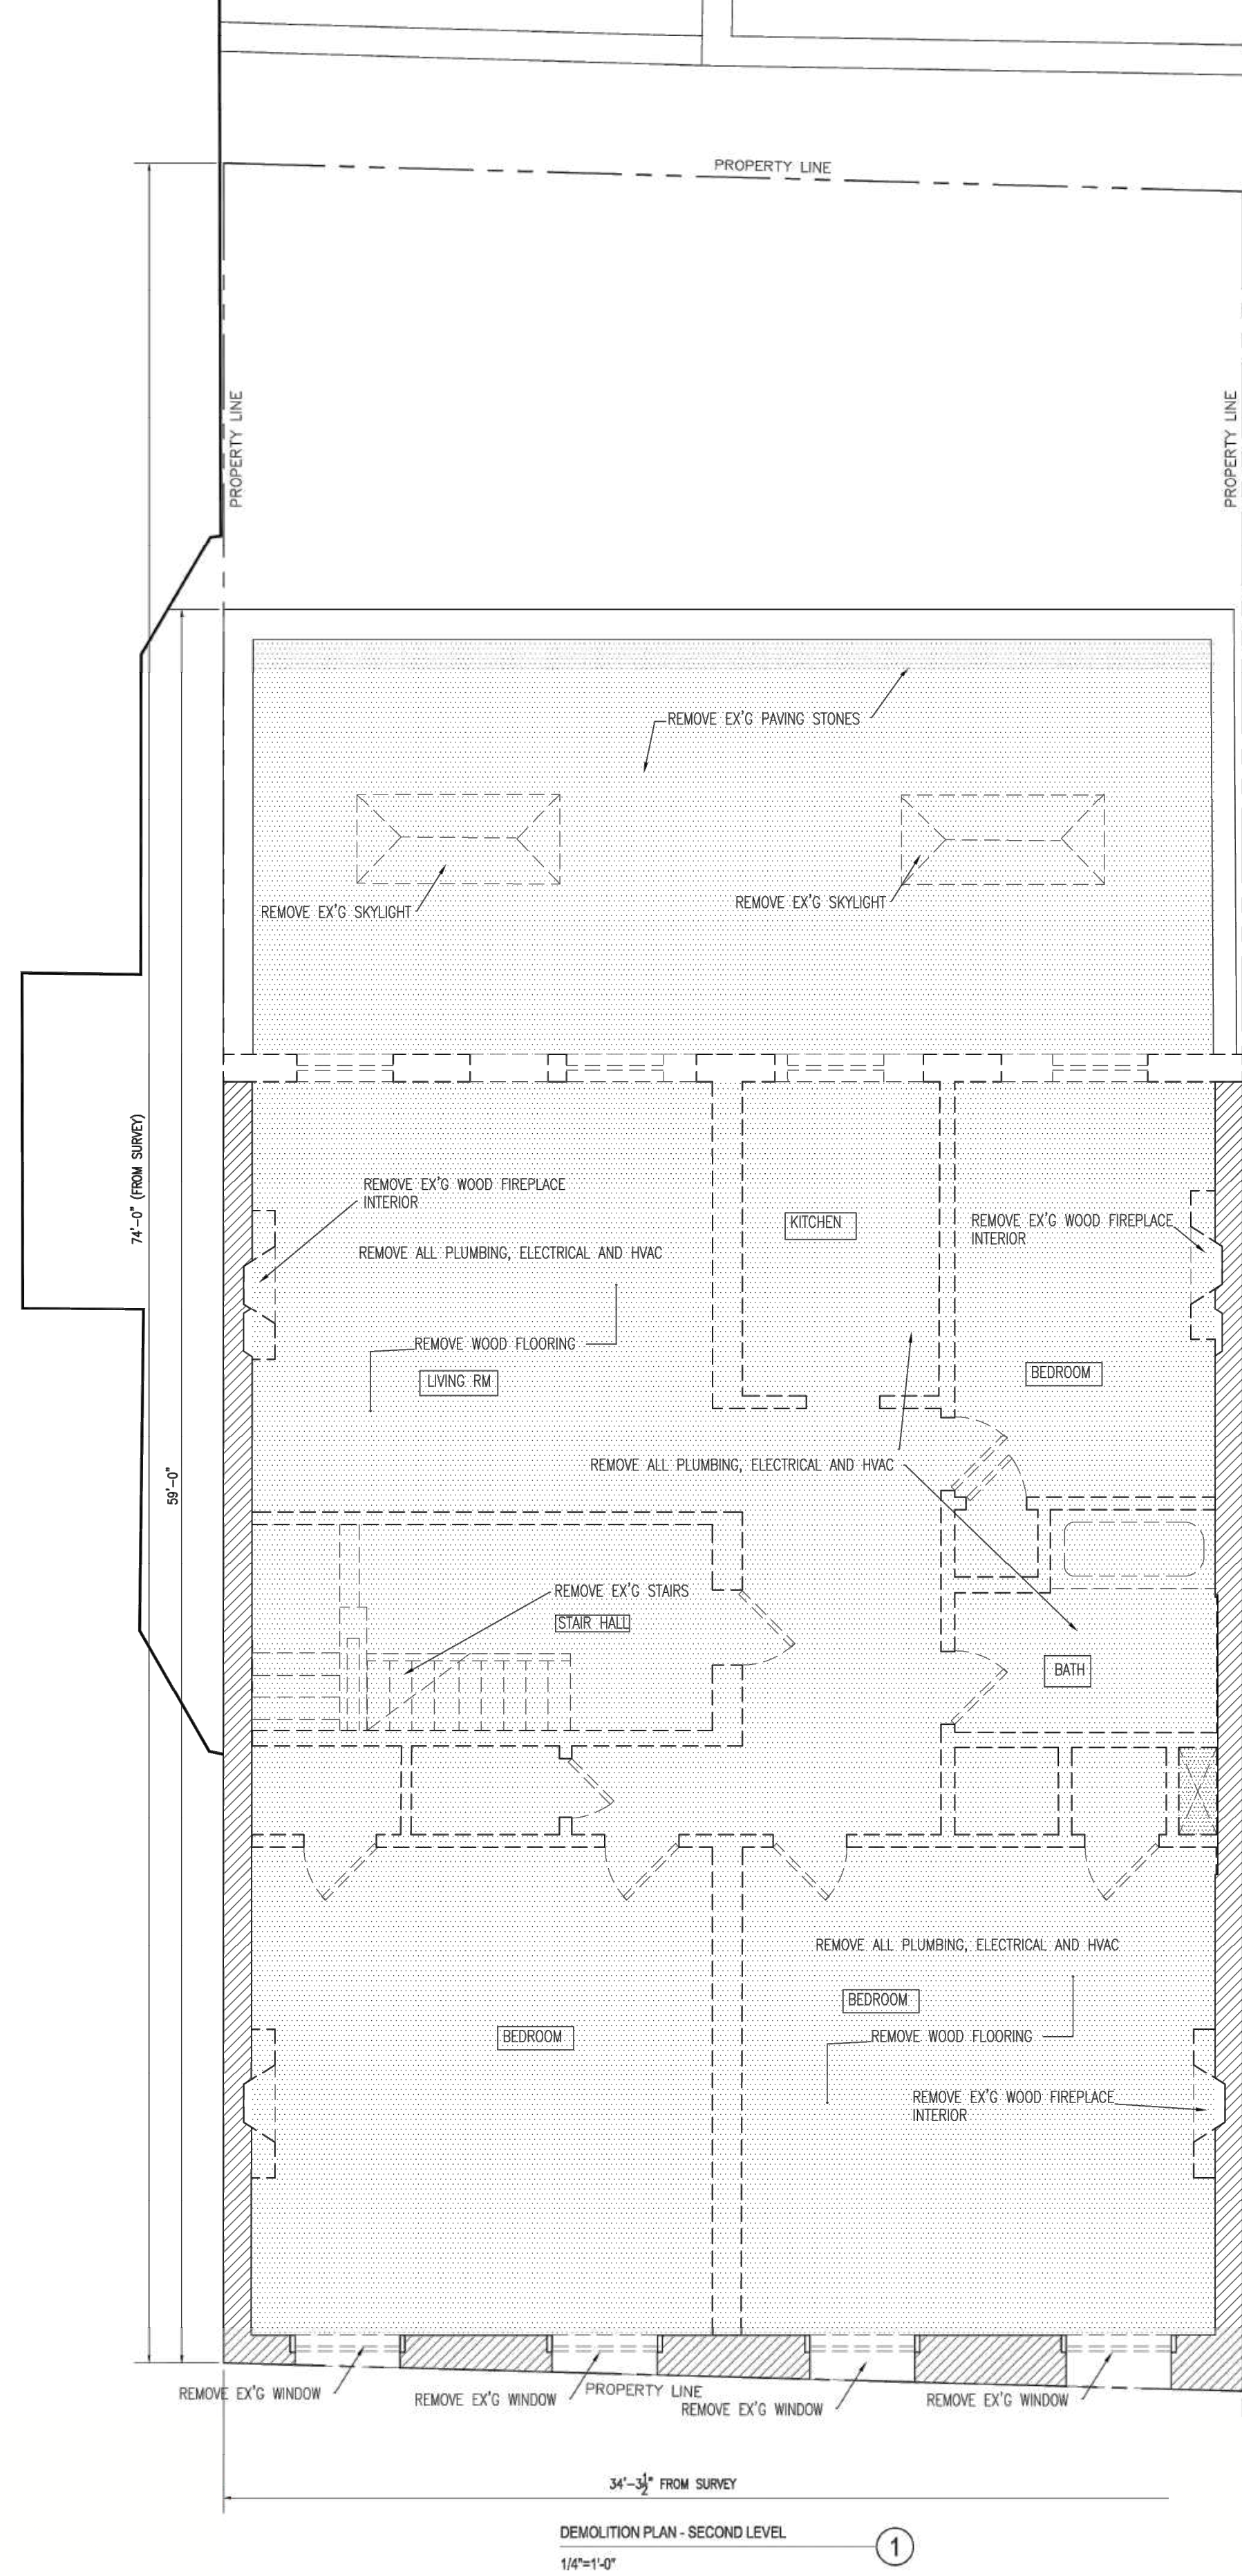 PROPERTY LINE
PROPERTY LINE
PROPERTY LINE
REMOVE EX'G PAVING STONES
REMOVE EX'G SKYLIGHT
REMOVE EX'G SKYLIGHT
74'-0" (FROM SURVEY)
59'-0"
REMOVE EX'G WOOD FIREPLACE
INTERIOR
REMOVE ALL PLUMBING, ELECTRICAL AND HVAC
KITCHEN
REMOVE EX'G WOOD FIREPLACE
INTERIOR
REMOVE WOOD FLOORING
LIVING RM
BEDROOM
REMOVE ALL PLUMBING, ELECTRICAL AND HVAC
REMOVE EX'G STAIRS
STAIR HALL
BATH
REMOVE ALL PLUMBING, ELECTRICAL AND HVAC
BEDROOM
BEDROOM
REMOVE WOOD FLOORING
REMOVE EX'G WOOD FIREPLACE
INTERIOR
REMOVE EX'G WINDOW
REMOVE EX'G WINDOW
PROPERTY LINE
REMOVE EX'G WINDOW
REMOVE EX'G WINDOW
34'-3½" FROM SURVEY
DEMOLITION PLAN - SECOND LEVEL
1
1/4"=1'-0"